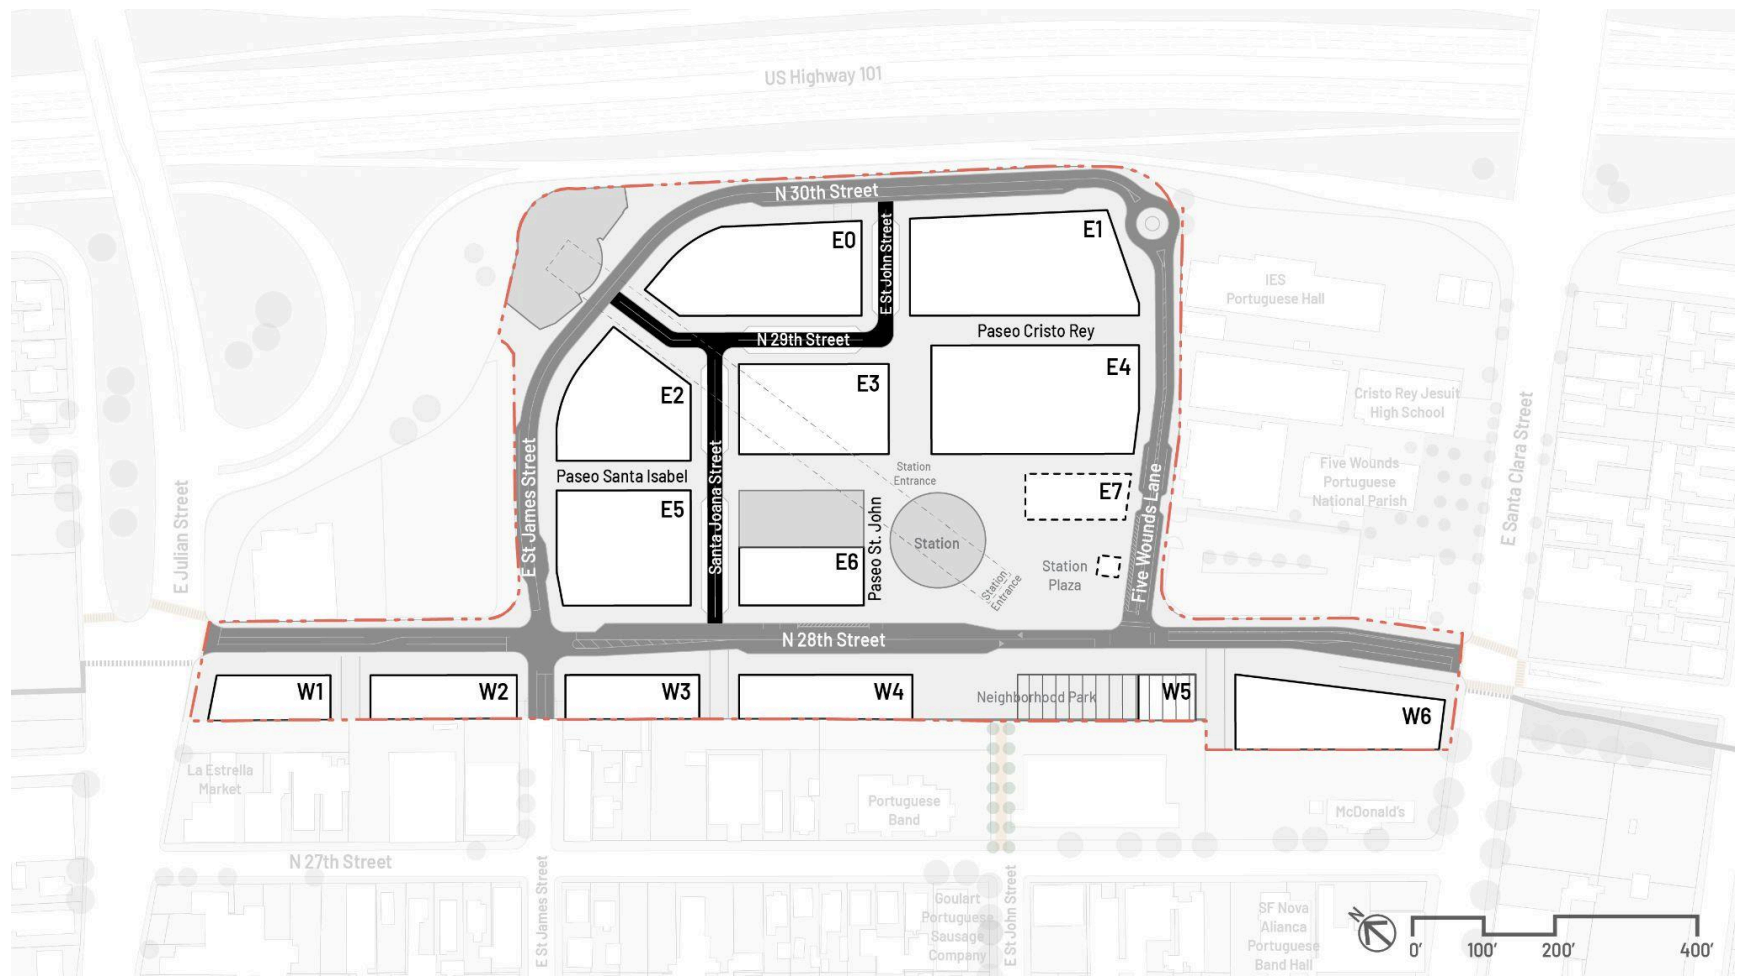 US Highway 101
N 30th Street
E0
E St John Street
E1
IES
Portuguese Hall
N 29th Street
Paseo Cristo Rey
E2
E3
E4
Cristo Rey Jesuit
High School
E Santa Clara Street
E Julian Street
E St James Street
Paseo Santa Isabel
Santa Joana Street
Station
Entrance
Five Wounds
Portuguese
National Parish
E5
E6
Paseo St. John
Station
Station
Entrance
E7
Station
Plaza
Five Wounds Lane
N 28th Street
W1
W2
W3
W4
Neighborhood Park
W5
W6
La Estrella
Market
Portuguese
Band
McDonald's
N 27th Street
E St James Street
Goulart
Portuguese
Sausage
Company
E St John Street
SF Nova
Alianca
Portuguese
Band Hall
N
0'
100'
200'
400'